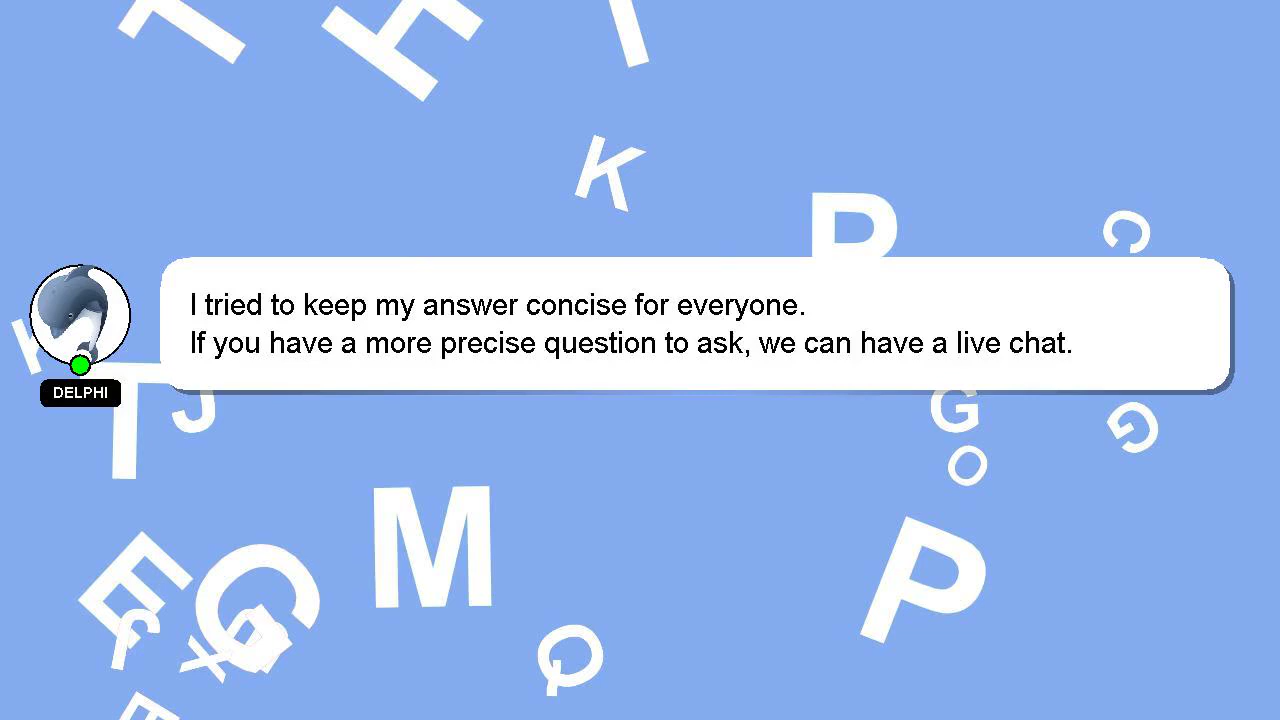 I tried to keep my answer concise for everyone.
If you have a more precise question to ask, we can have a live chat.
DELPHI
T
H
K
P
C
T
J
G
G
O
M
P
E
G
J
X
Q
E